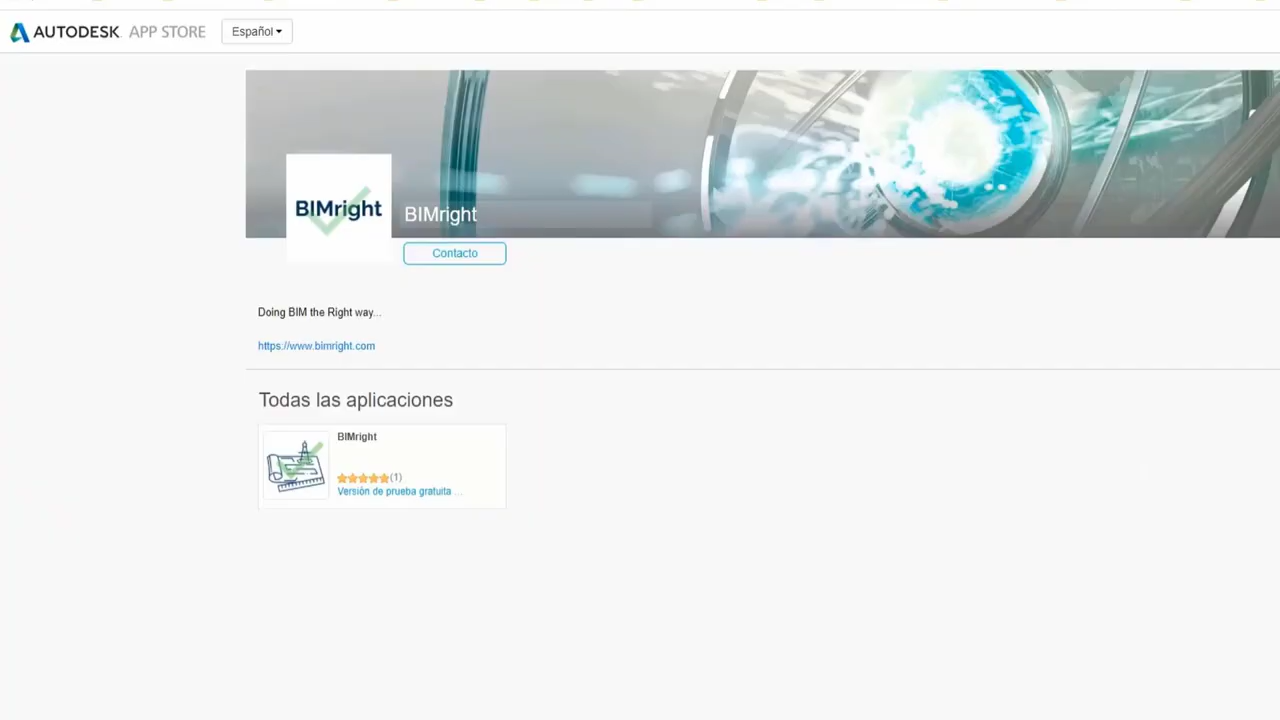 AUTODESK APP STORE
Español
BIMright
BIMright
Contacto
Doing BIM the Right way...
https://www.bimright.com
Todas las aplicaciones
BIMright
(1)
Versión de prueba gratuita ...